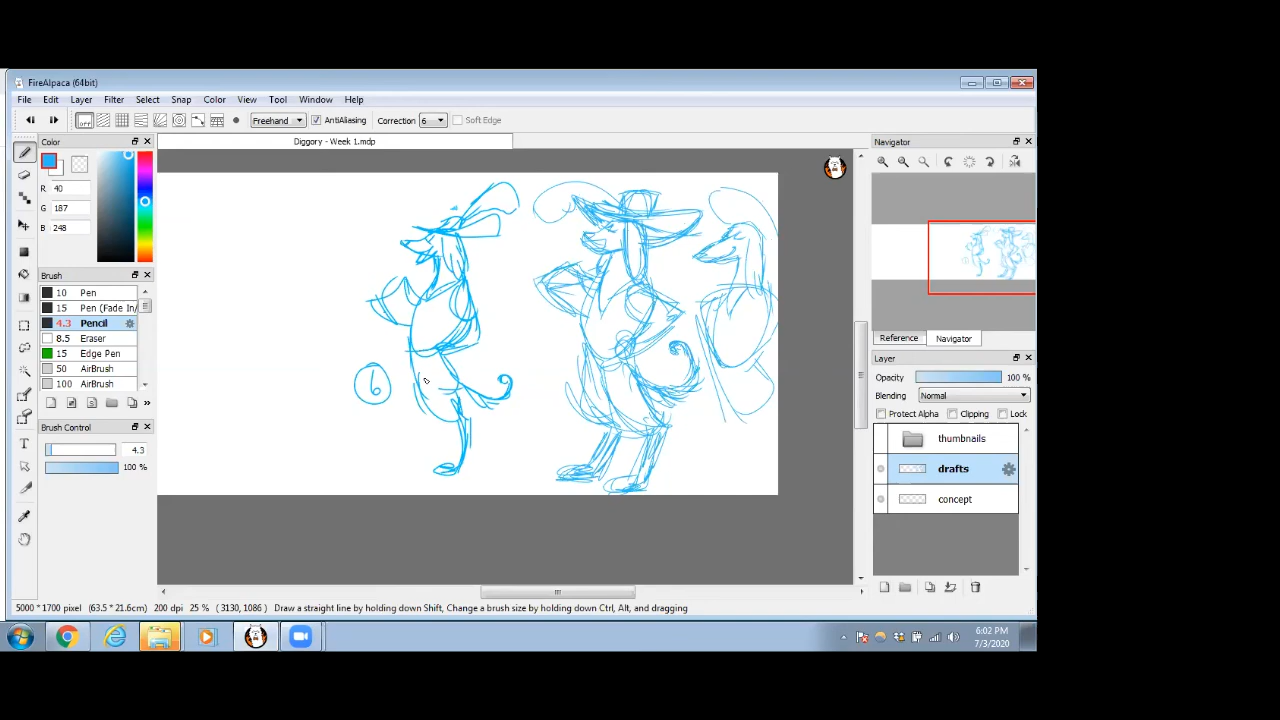 FireAlpaca (64bit)
File Edit Layer Filter Select Snap Color View Tool Window Help
off Freehand AntiAliasing Correction 6 Soft Edge
Color
Diggory - Week 1.mdp
Navigator
R 40
G 187
B 248
Brush
10 Pen
15 Pen (Fade In/
4.3 Pencil
8.5 Eraser
15 Edge Pen
50 AirBrush
100 AirBrush
Brush Control
4.3
100 %
6
Reference Navigator
Layer
Opacity 100 %
Blending Normal
Protect Alpha Clipping Lock
thumbnails
drafts
concept
5000 * 1700 pixel (63.5 * 21.6cm) 200 dpi 25 % (3130, 1086) Draw a straight line by holding down Shift, Change a brush size by holding down Ctrl, Alt, and dragging
6:02 PM
7/3/2020